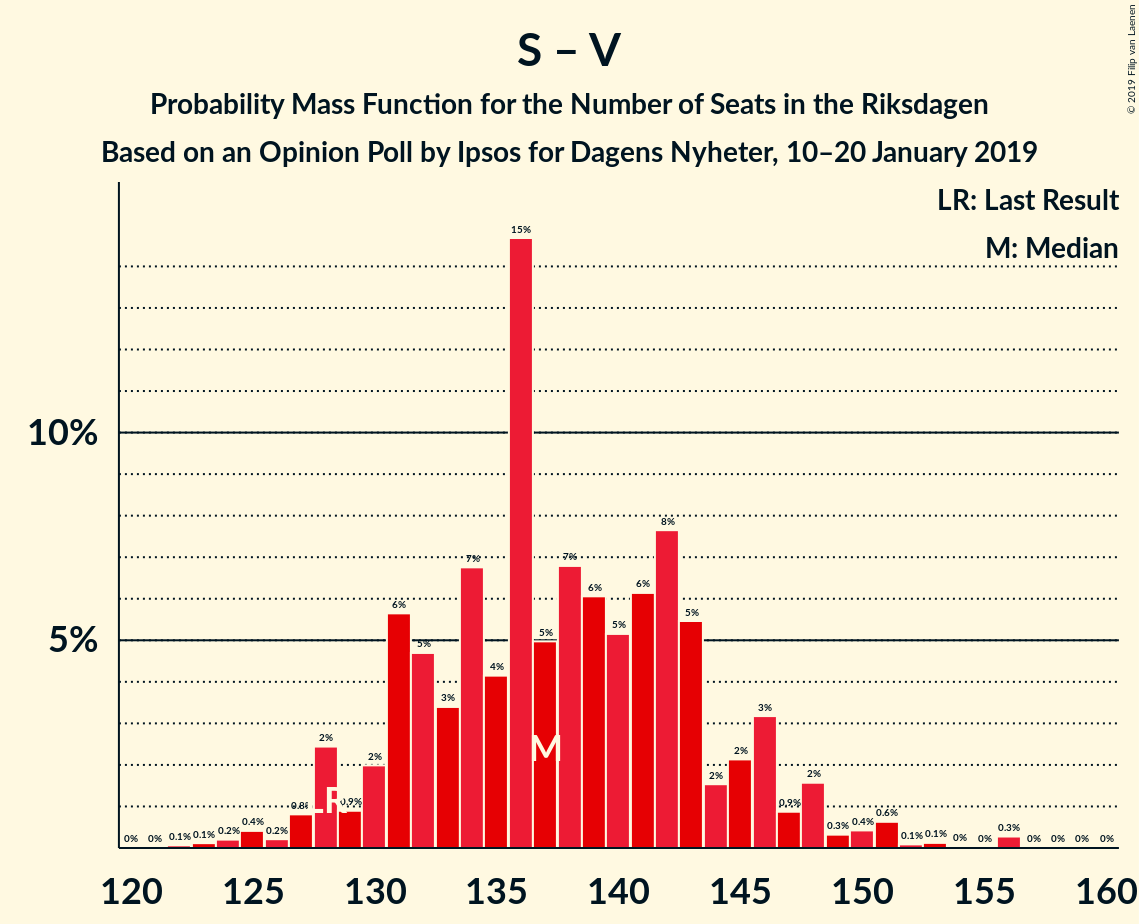 S – V
Probability Mass Function for the Number of Seats in the Riksdagen
Based on an Opinion Poll by Ipsos for Dagens Nyheter, 10–20 January 2019
© 2019 Filip van Laenen
LR: Last Result
M: Median
10%
5%
0% 0% 0.1% 0.1% 0.2% 0.4% 0.2% 0.8% 2% 0.9% 2% 6% 5% 3% 7% 4% 15% 5% 7% 6% 5% 6% 8% 5% 2% 2% 3% 0.9% 2% 0.3% 0.4% 0.6% 0.1% 0.1% 0% 0% 0.3% 0% 0% 0% 0%
LR
M
120 125 130 135 140 145 150 155 160